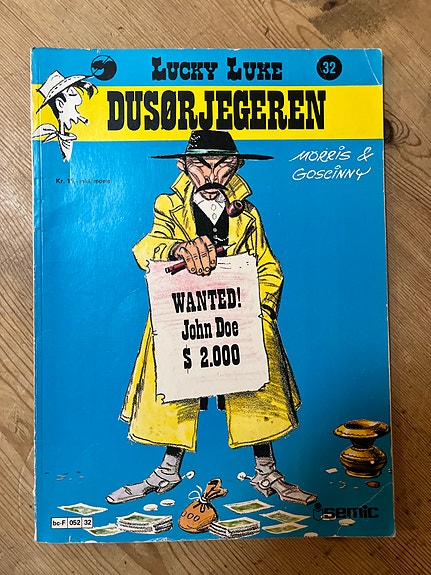 LUCKY LUKE
32
DUSØRJEGEREN
MORRIS &
GOSCINNY
WANTED!
John Doe
$ 2.000
semic
bc-F 052 32